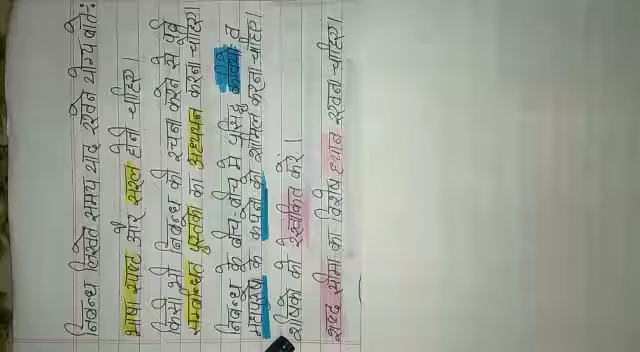 निबन्ध लिखते समय याद रखने योग्य बातें:
भाषा स्पष्ट और सरल होनी चाहिए।
किसी भी निबन्ध की रचना करने से पूर्व
सम्बन्धित पुस्तकों का अध्ययन करना चाहिए।
निबन्ध के बीच-बीच में प्रसिद्ध कवियों व
महापुरुषों के कथनों को शामिल करना चाहिए।
शीर्षक को रेखांकित करें।
शब्द सीमा का विशेष ध्यान रखना चाहिए।